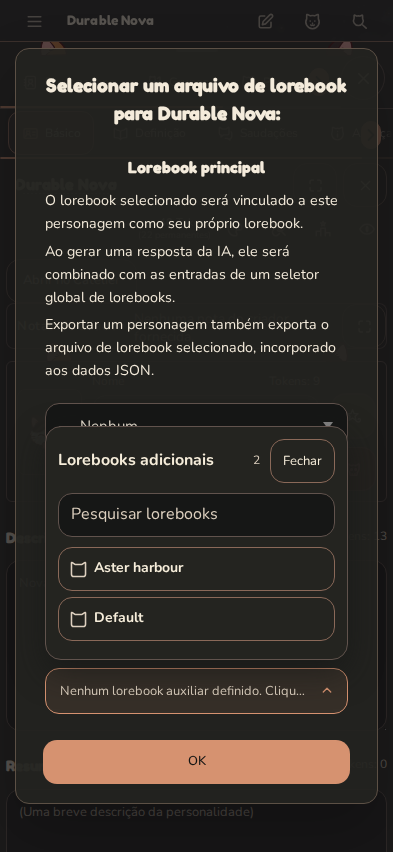 Durable Nova
Selecionar um arquivo de lorebook
para Durable Nova:
Lorebook principal
O lorebook selecionado será vinculado a este
personagem como seu próprio lorebook.
Ao gerar uma resposta da IA, ele será
combinado com as entradas de um seletor
global de lorebooks.
Exportar um personagem também exporta o
arquivo de lorebook selecionado, incorporado
aos dados JSON.
Nenhum
Lorebooks adicionais
2
Fechar
Pesquisar lorebooks
Aster harbour
Default
Nenhum lorebook auxiliar definido. Cliqu...
OK
(Uma breve descrição da personalidade)